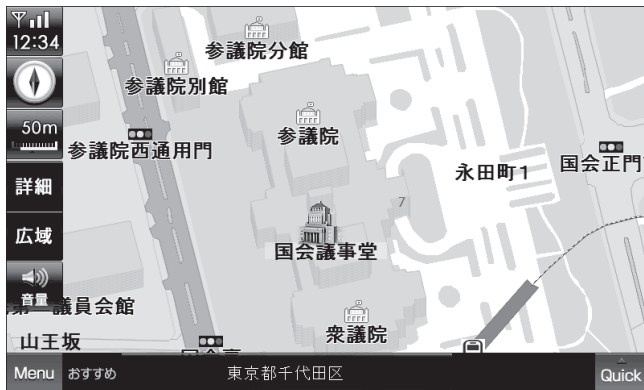 12:34
50m
詳細
広域
音量
参議院分館
参議院別館
参議院
参議院西通用門
永田町1
国会正門
7
国会議事堂
議員会館
衆議院
山王坂
Menu
おすすめ
東京都千代田区
Quick